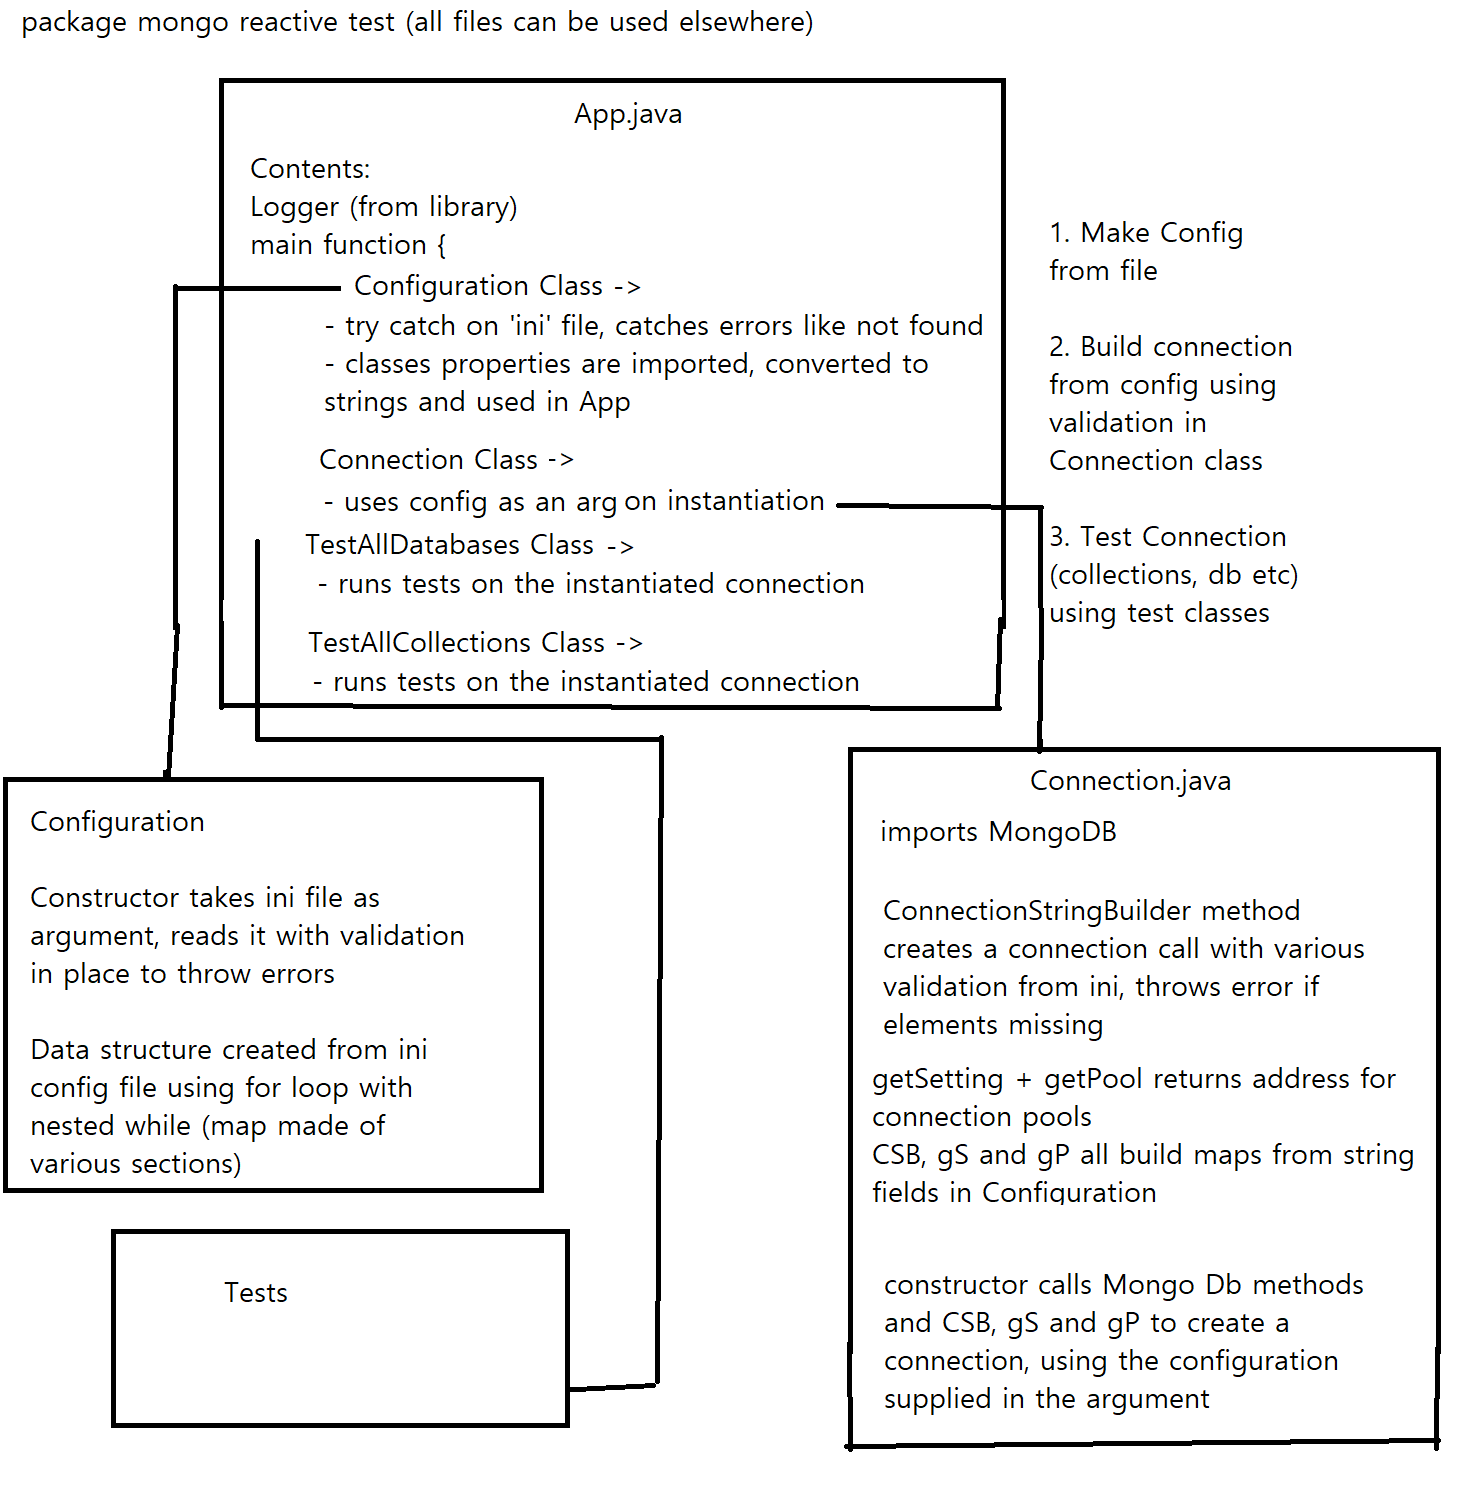 package mongo reactive test (all files can be used elsewhere)
App.java
Contents:
Logger (from library)
main function {
Configuration Class ->
- try catch on 'ini' file, catches errors like not found
- classes properties are imported, converted to
strings and used in App
Connection Class ->
- uses config as an arg on instantiation
TestAllDatabases Class ->
- runs tests on the instantiated connection
TestAllCollections Class ->
- runs tests on the instantiated connection
1. Make Config
from file
2. Build connection
from config using
validation in
Connection class
3. Test Connection
(collections, db etc)
using test classes
Configuration
Constructor takes ini file as
argument, reads it with validation
in place to throw errors
Data structure created from ini
config file using for loop with
nested while (map made of
various sections)
Tests
Connection.java
imports MongoDB
ConnectionStringBuilder method
creates a connection call with various
validation from ini, throws error if
elements missing
getSetting + getPool returns address for
connection pools
CSB, gS and gP all build maps from string
fields in Configuration
constructor calls Mongo Db methods
and CSB, gS and gP to create a
connection, using the configuration
supplied in the argument